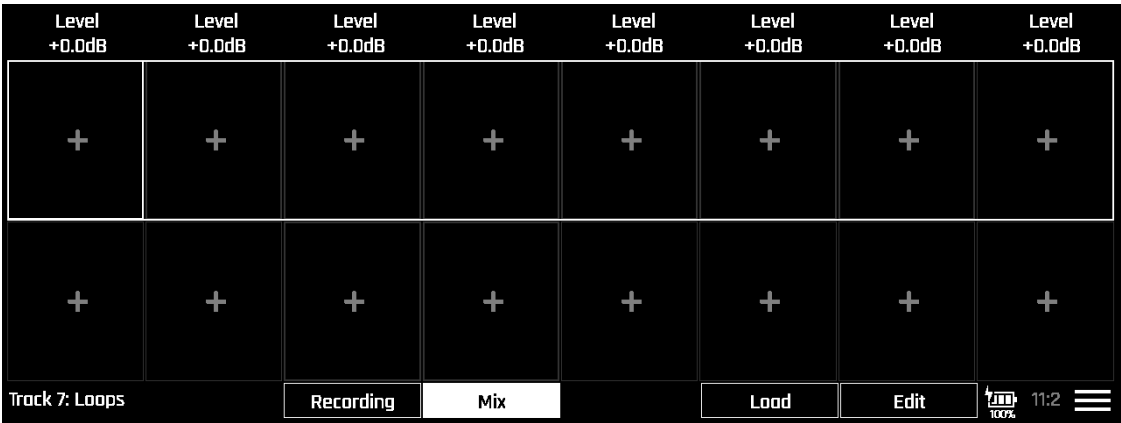 Level Level Level Level Level Level Level Level
+0.0dB +0.0dB +0.0dB +0.0dB +0.0dB +0.0dB +0.0dB +0.0dB
+ + + + + + + +
+ + + + + + + +
Track 7: Loops Recording Mix Load Edit 11:2
100%